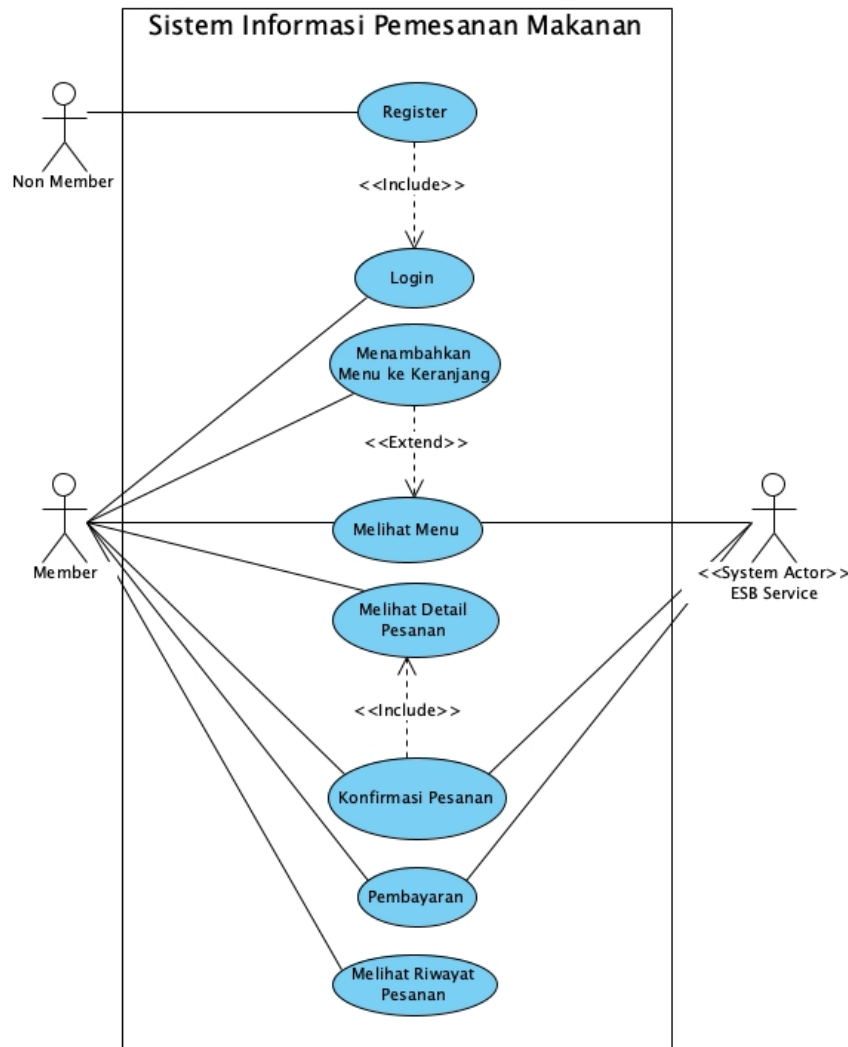 Sistem Informasi Pemesanan Makanan
Register
Non Member
<<Include>>
Login
Menambahkan
Menu ke Keranjang
<<Extend>>
Melihat Menu
Member
<<System Actor>>
ESB Service
Melihat Detail
Pesanan
<<Include>>
Konfirmasi Pesanan
Pembayaran
Melihat Riwayat
Pesanan